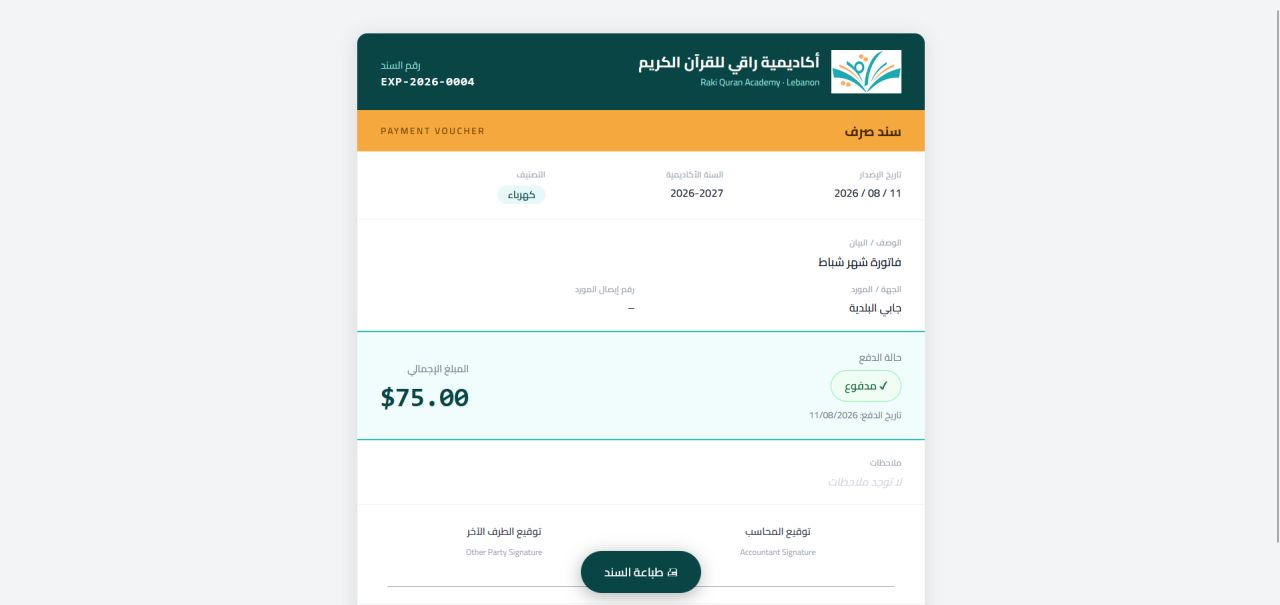 أكاديمية راقي للقرآن الكريم
Raki Quran Academy · Lebanon
رقم السند
EXP-2026-0004
سند صرف
PAYMENT VOUCHER
تاريخ الإصدار
11 / 08 / 2026
السنة الأكاديمية
2026-2027
التصنيف
كهرباء
الوصف / البيان
فاتورة شهر شباط
الجهة / المورد
جابي البلدية
رقم إيصال المورد
–
حالة الدفع
✓ مدفوع
تاريخ الدفع: 11/08/2026
المبلغ الإجمالي
$75.00
ملاحظات
لا توجد ملاحظات
توقيع المحاسب
Accountant Signature
توقيع الطرف الآخر
Other Party Signature
🖨 طباعة السند